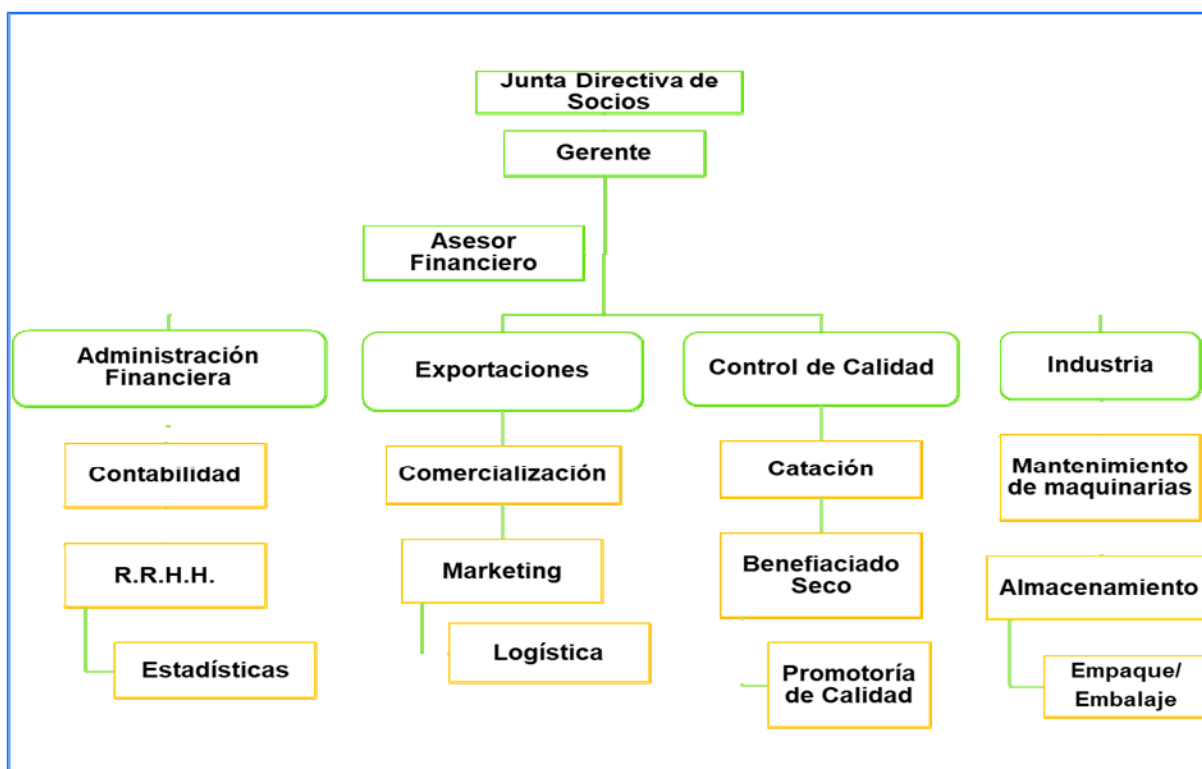 Junta Directiva de
Socios
Gerente
Asesor
Financiero
Administración
Financiera
Exportaciones
Control de Calidad
Industria
Contabilidad
Comercialización
Catación
Mantenimiento
de maquinarias
R.R.H.H.
Marketing
Benefiaciado
Seco
Almacenamiento
Estadísticas
Logística
Promotoría
de Calidad
Empaque/
Embalaje